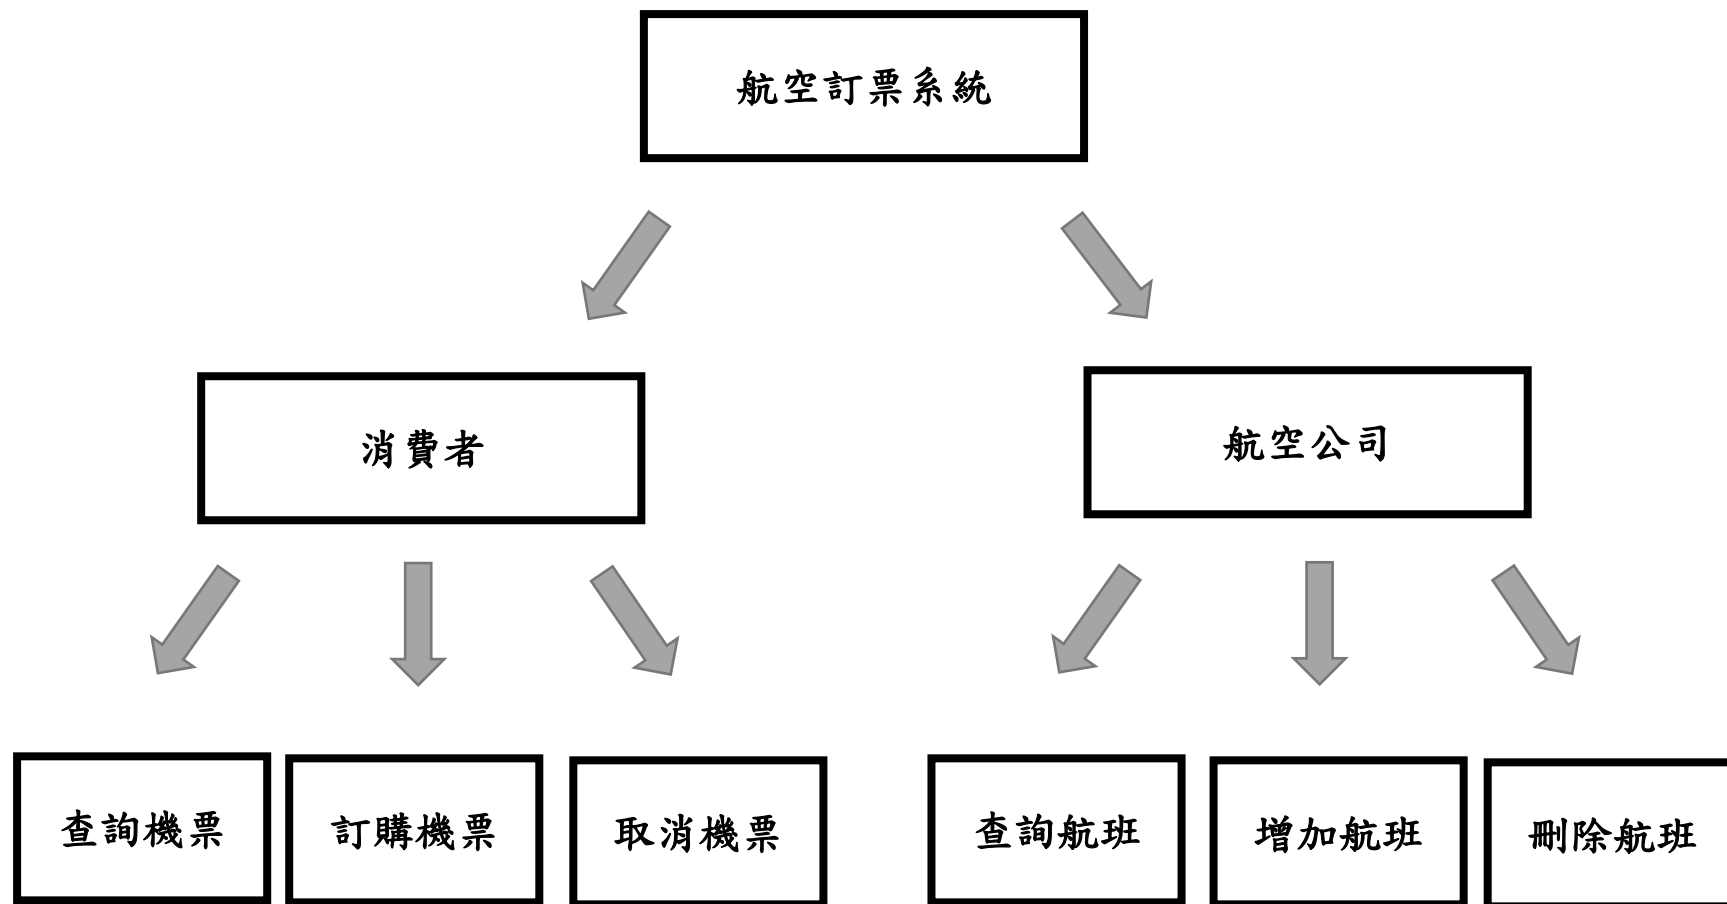 航空訂票系統
消費者
航空公司
查詢機票
訂購機票
取消機票
查詢航班
增加航班
刪除航班